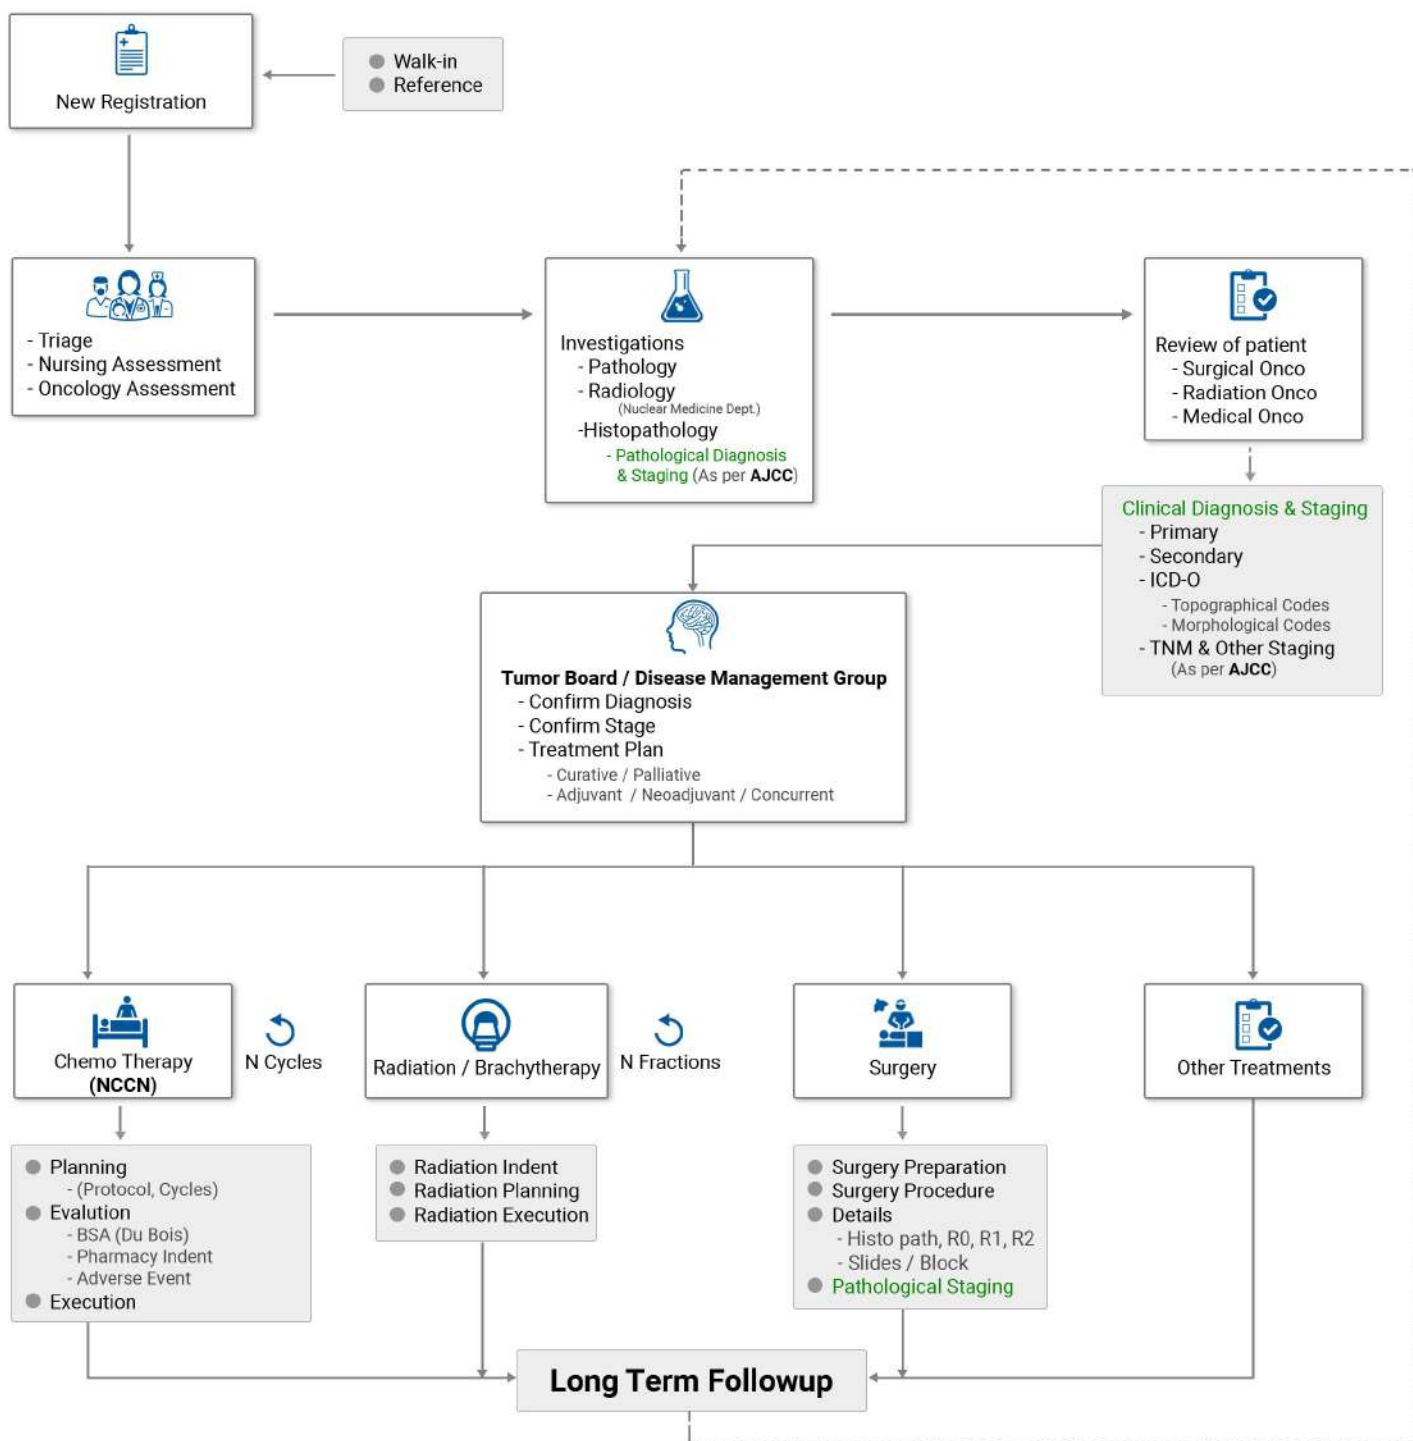 New Registration
Walk-in
Reference
- Triage
- Nursing Assessment
- Oncology Assessment
Investigations
- Pathology
- Radiology
(Nuclear Medicine Dept.)
-Histopathology
- Pathological Diagnosis
& Staging (As per AJCC)
Review of patient
- Surgical Onco
- Radiation Onco
- Medical Onco
Clinical Diagnosis & Staging
- Primary
- Secondary
- ICD-O
- Topographical Codes
- Morphological Codes
- TNM & Other Staging
(As per AJCC)
Tumor Board / Disease Management Group
- Confirm Diagnosis
- Confirm Stage
- Treatment Plan
- Curative / Palliative
- Adjuvant / Neoadjuvant / Concurrent
Chemo Therapy
(NCCN)
N Cycles
Radiation / Brachytherapy
N Fractions
Surgery
Other Treatments
Planning
- (Protocol, Cycles)
Evalution
- BSA (Du Bois)
- Pharmacy Indent
- Adverse Event
Execution
Radiation Indent
Radiation Planning
Radiation Execution
Surgery Preparation
Surgery Procedure
Details
- Histo path, R0, R1, R2
- Slides / Block
Pathological Staging
Long Term Followup